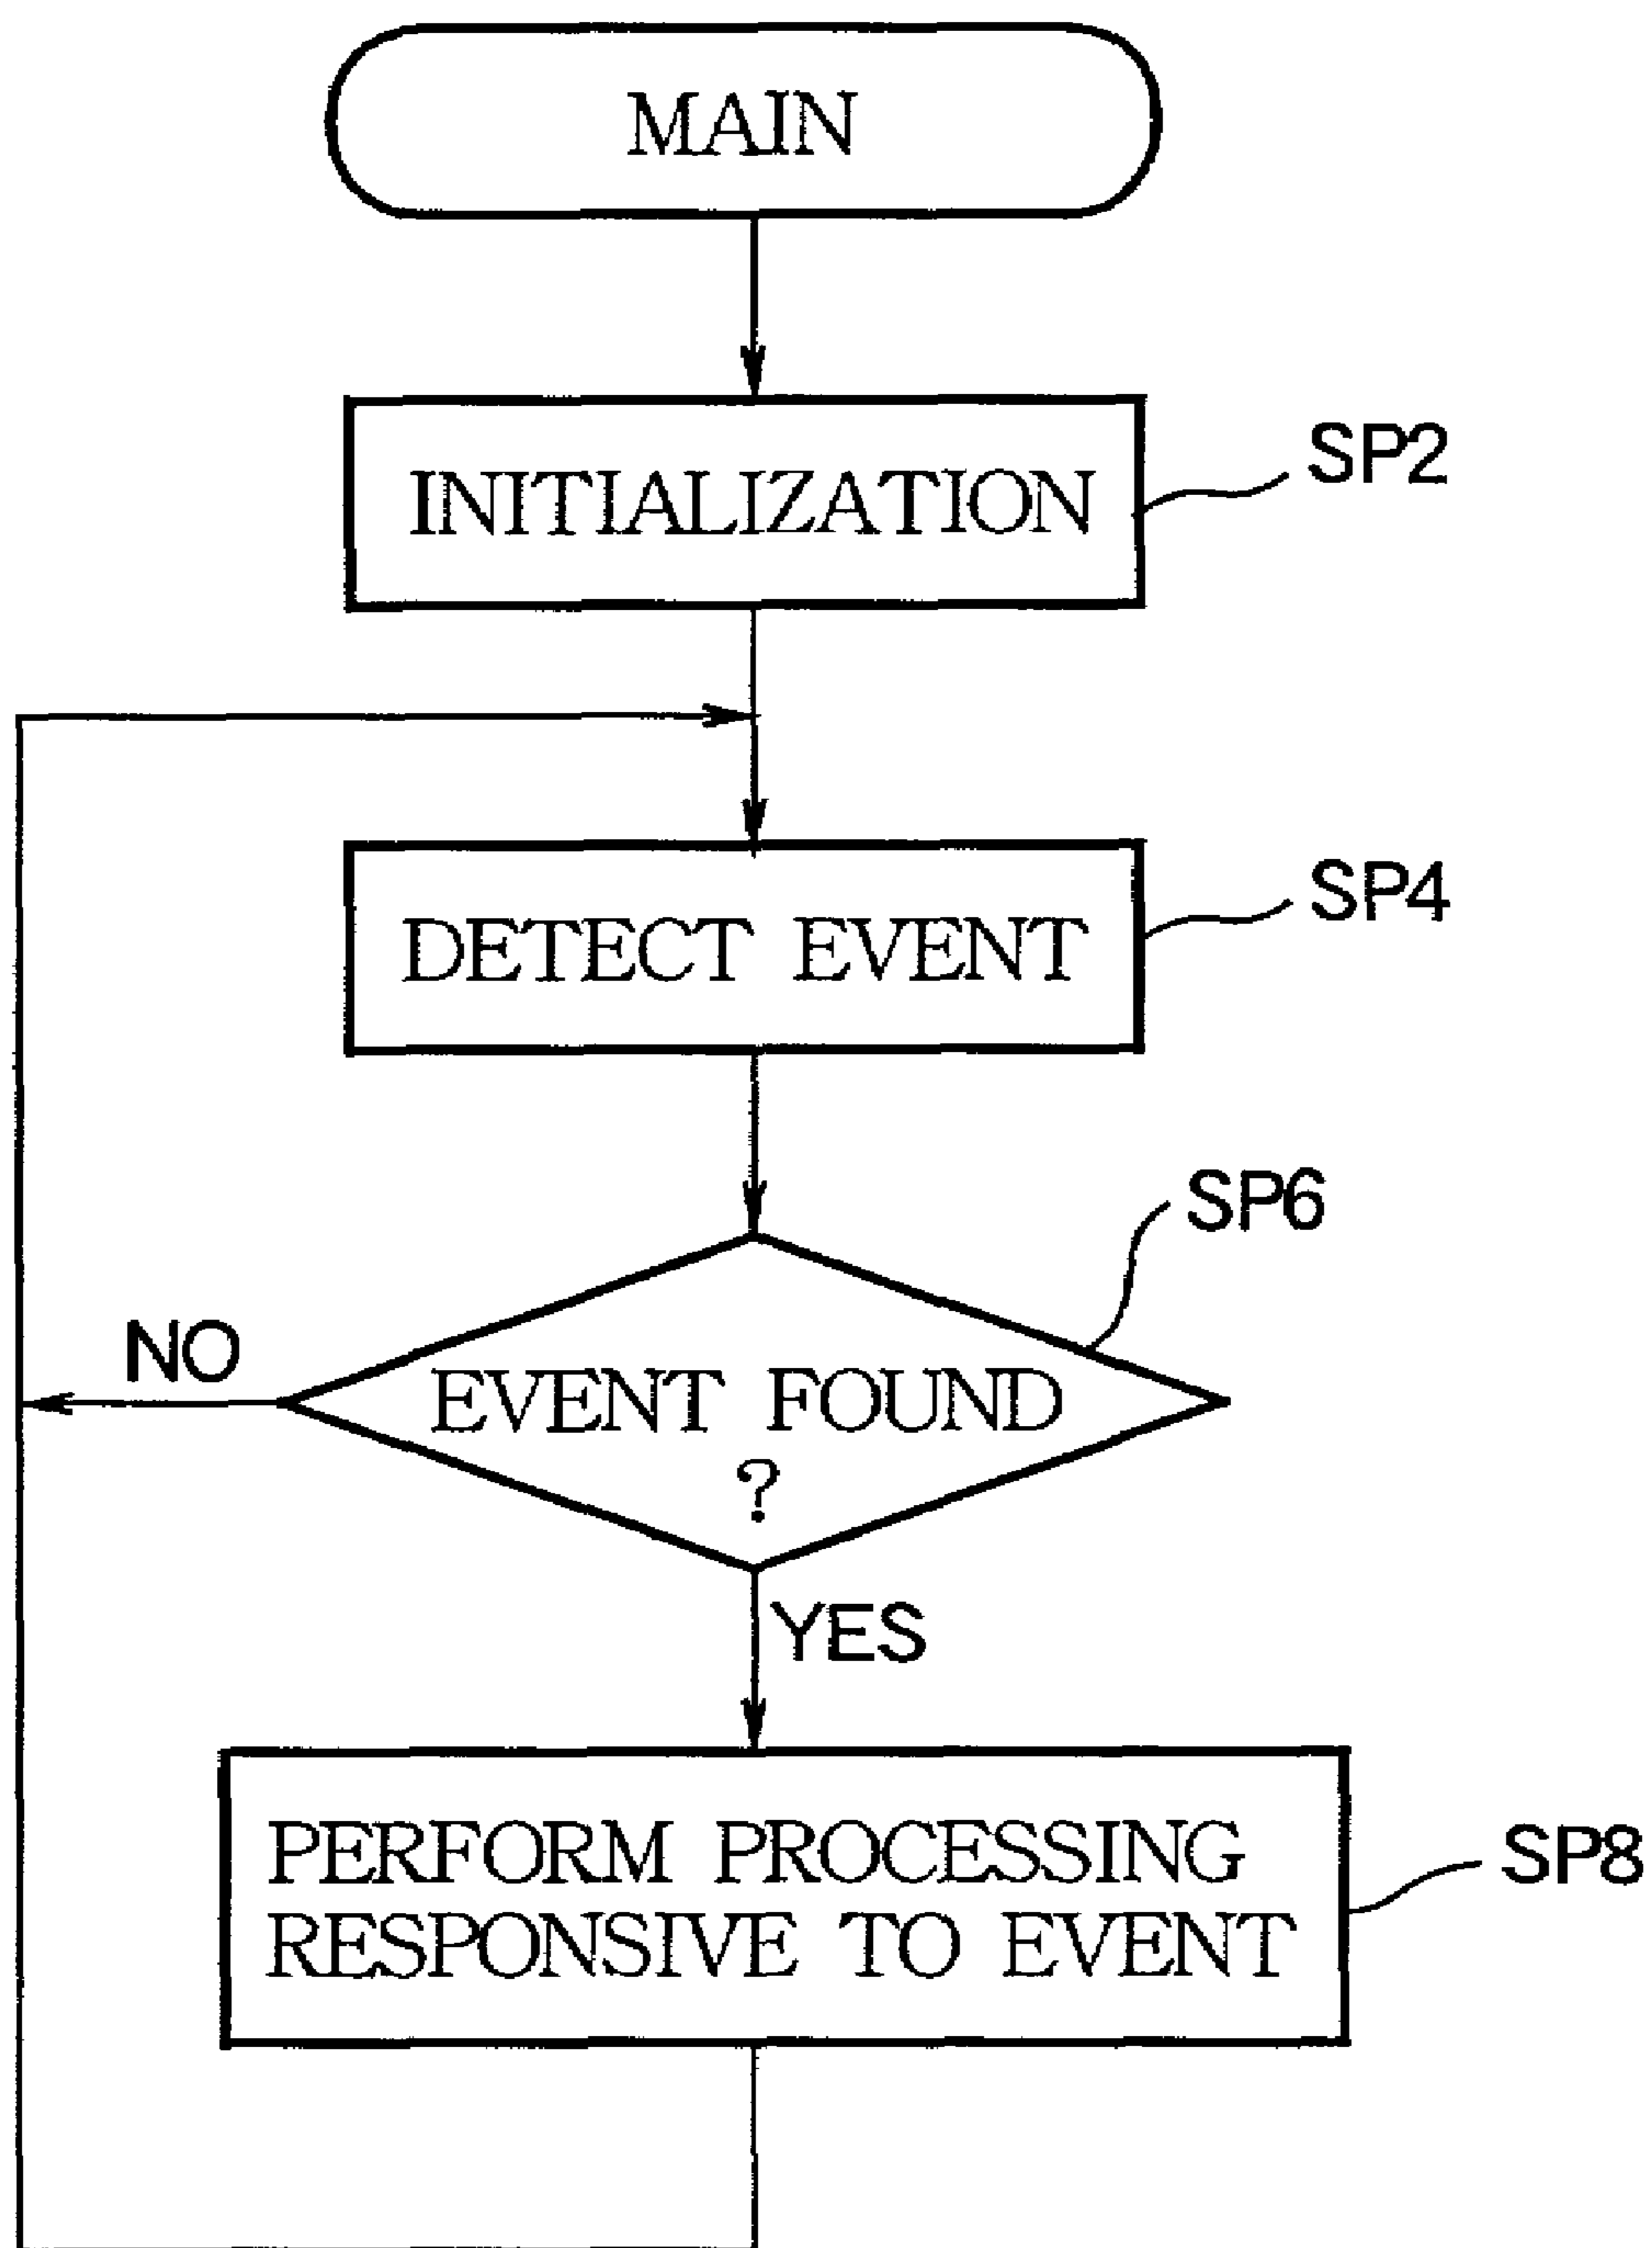 MAIN
INITIALIZATION
SP2
DETECT EVENT
SP4
SP6
NO
EVENT FOUND
?
YES
PERFORM PROCESSING
RESPONSIVE TO EVENT
SP8